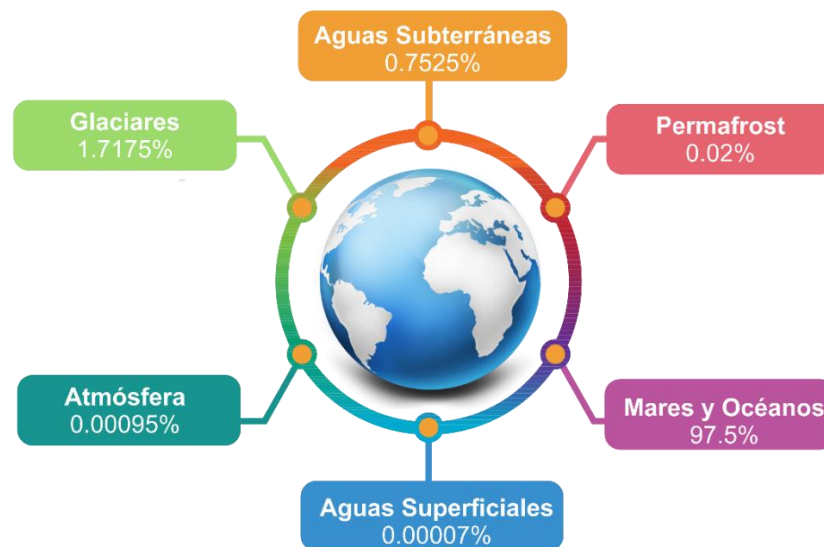 Aguas Subterráneas
0.7525%
Glaciares
1.7175%
Permafrost
0.02%
Atmósfera
0.00095%
Mares y Océanos
97.5%
Aguas Superficiales
0.00007%